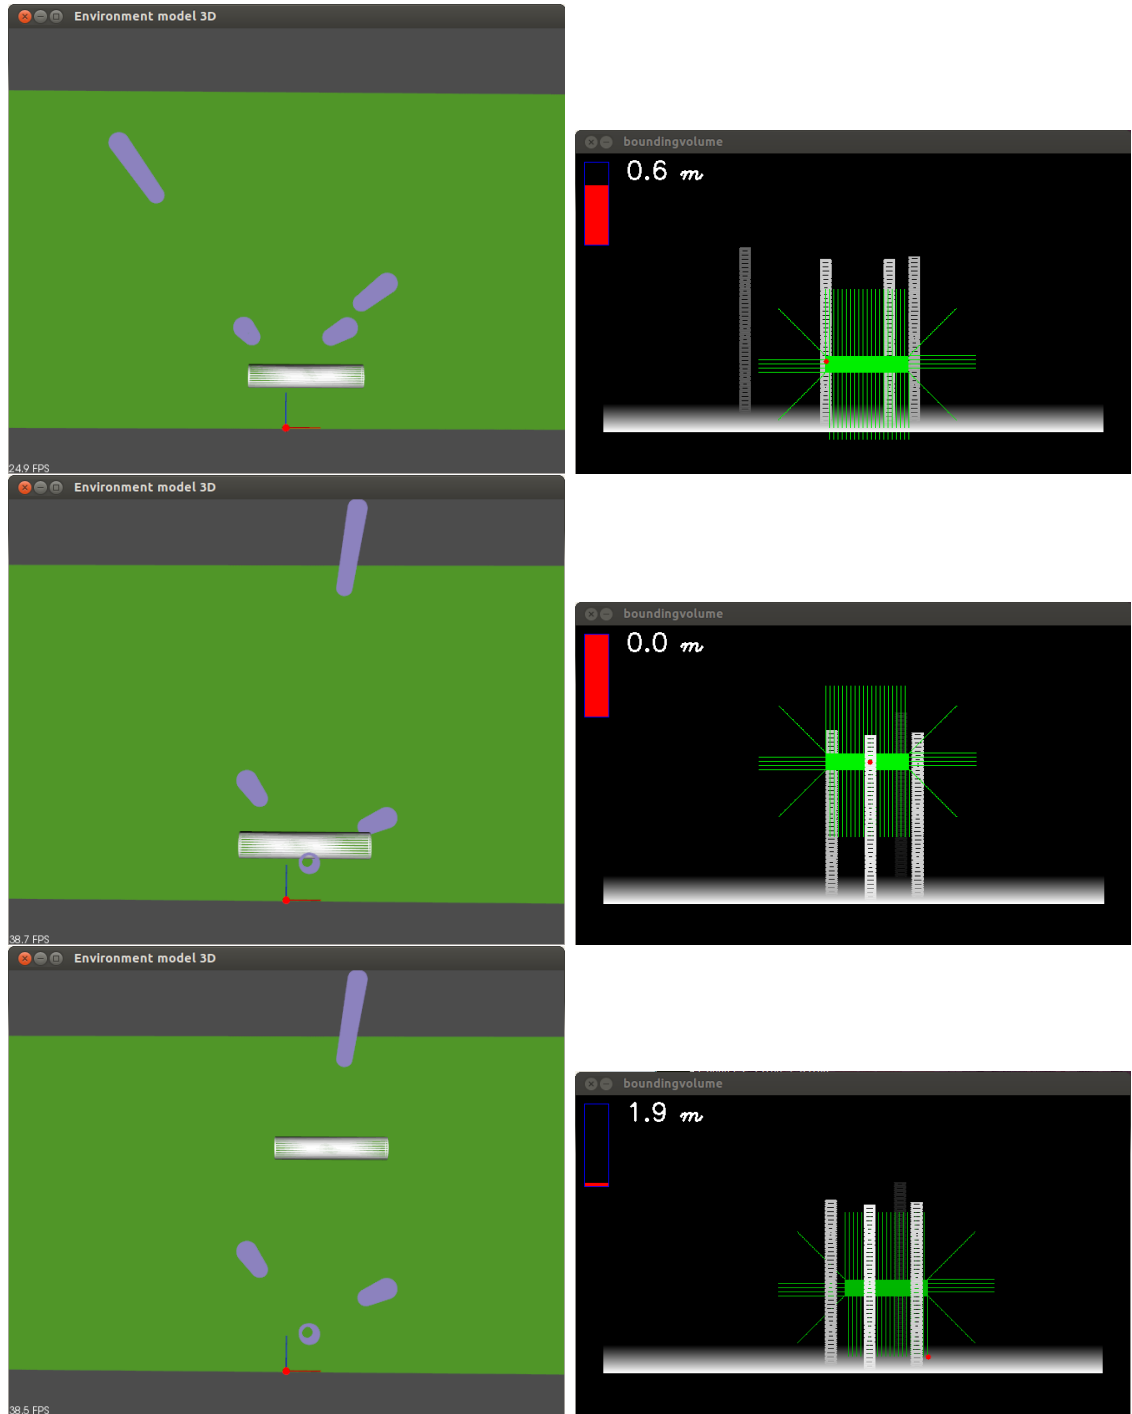 Environment model 3D
boundingvolume
0.6 m
24.9 FPS
Environment model 3D
boundingvolume
0.0 m
38.7 FPS
Environment model 3D
boundingvolume
1.9 m
38.5 FPS